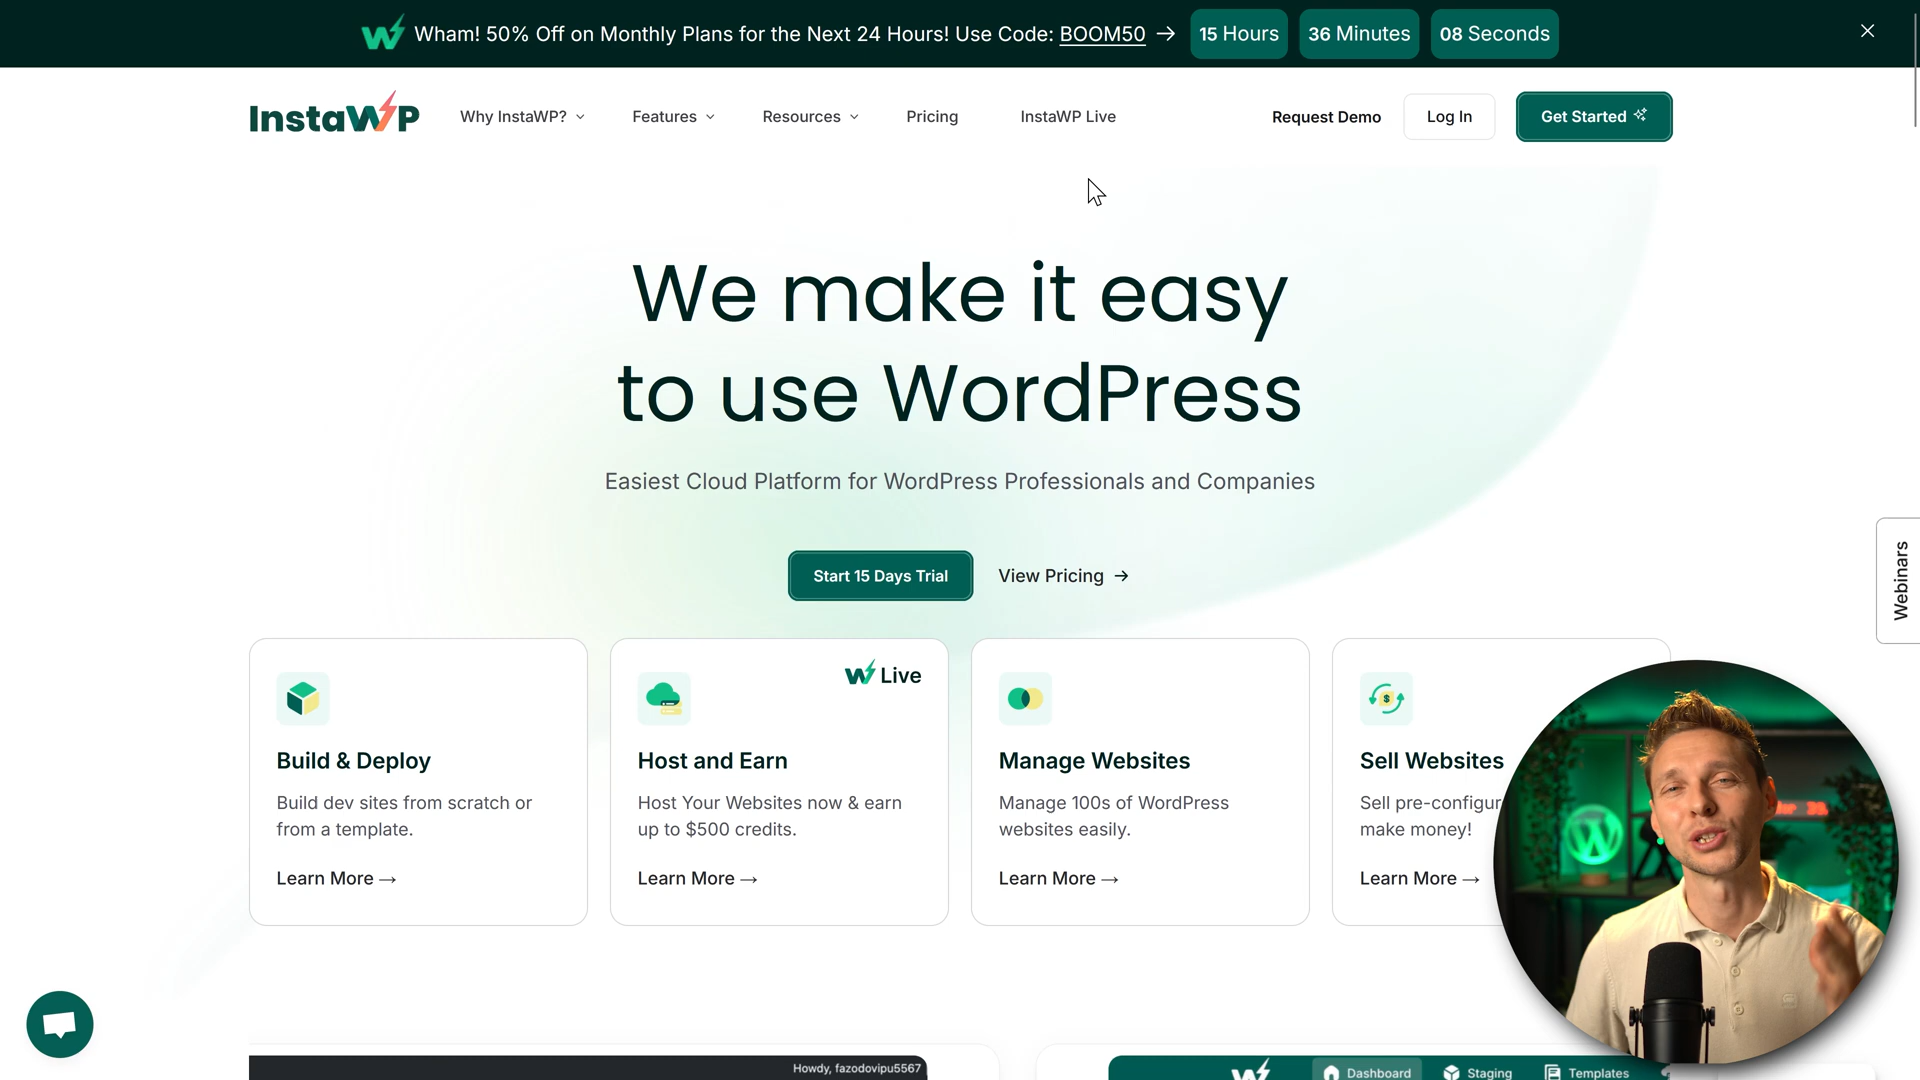 Wham! 50% Off on Monthly Plans for the Next 24 Hours! Use Code: BOOM50 → 15 Hours 36 Minutes 08 Seconds
InstaWP Why InstaWP? Features Resources Pricing InstaWP Live Request Demo Log In Get Started
We make it easy
to use WordPress
Easiest Cloud Platform for WordPress Professionals and Companies
Start 15 Days Trial View Pricing →
Webinars
Live
Build & Deploy
Build dev sites from scratch or
from a template.
Learn More →
Host and Earn
Host Your Websites now & earn
up to $500 credits.
Learn More →
Manage Websites
Manage 100s of WordPress
websites easily.
Learn More →
Sell Websites
Sell pre-configur
make money!
Learn More →
Howdy, fazodovipu5567
Dashboard Staging Templates